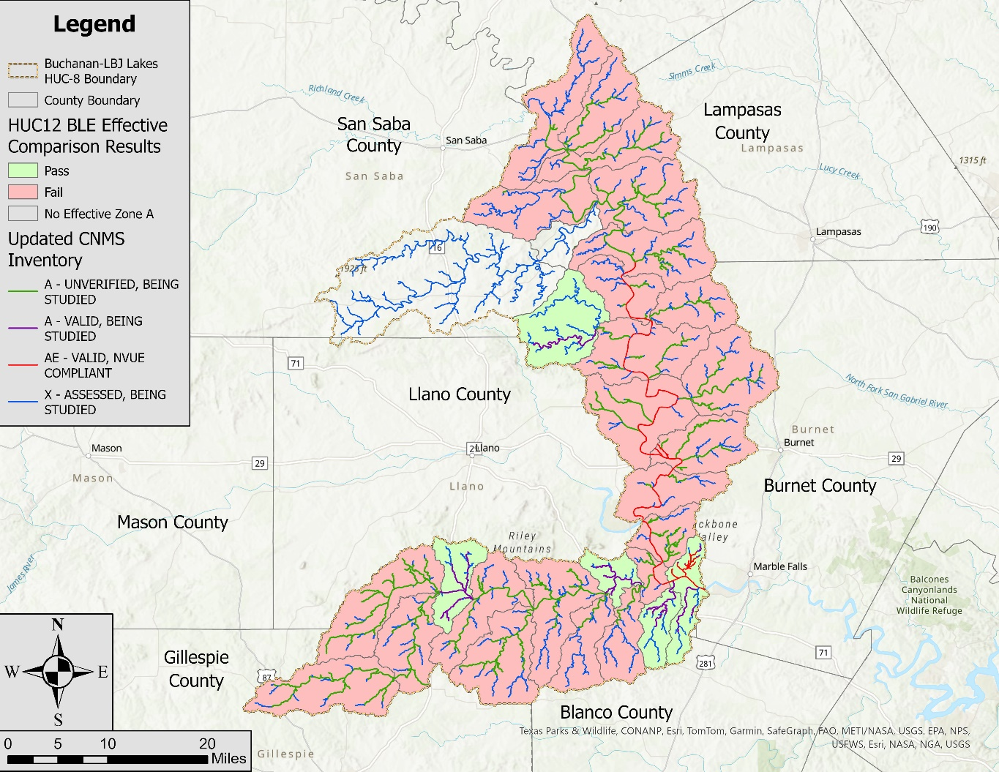 Legend
Buchanan-LBJ Lakes
HUC-8 Boundary
County Boundary
HUC12 BLE Effective
Comparison Results
Pass
Fail
No Effective Zone A
Updated CNMS
Inventory
A - UNVERIFIED, BEING
STUDIED
A - VALID, BEING
STUDIED
AE - VALID, NVUE
COMPLIANT
X - ASSESSED, BEING
STUDIED
Simms Creek
Richland Creek
San Saba
County
San Saba
San Saba
Lampasas
County
Lampasas
1315 ft
Lucy Creek
Lampasas
190
16
1925 ft
71
Llano County
North Fork San Gabriel River
Mason
29
Mason
Llano
Llano
Burnet
Burnet
29
Burnet County
Mason County
Riley
Mountains
ckbone
alley
James River
Marble Falls
Balcones
Canyonlands
National
Wildlife Refuge
71
281
Gillespie
County
87
N
W
E
S
Blanco County
Gillespie
0 5 10 20
Miles
Texas Parks & Wildlife, CONANP, Esri, TomTom, Garmin, SafeGraph, FAO, METI/NASA, USGS, EPA, NPS,
USFWS, Esri, NASA, NGA, USGS